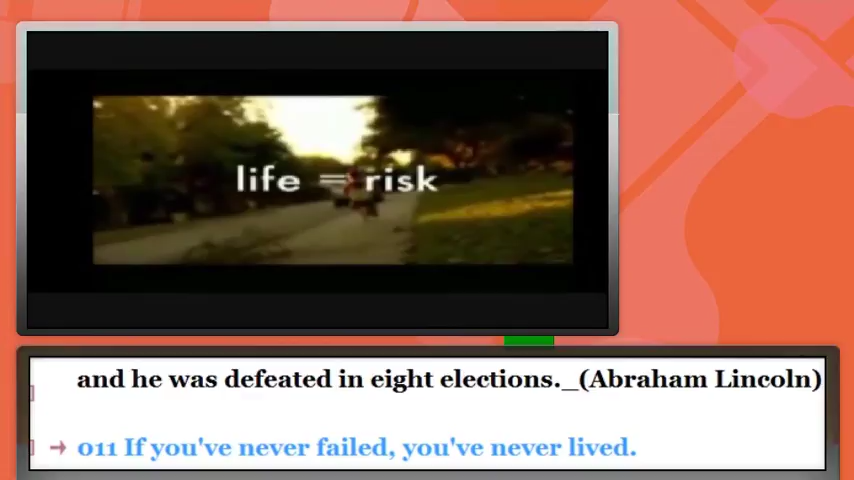 life = risk
and he was defeated in eight elections._(Abraham Lincoln)
→ 011 If you've never failed, you've never lived.